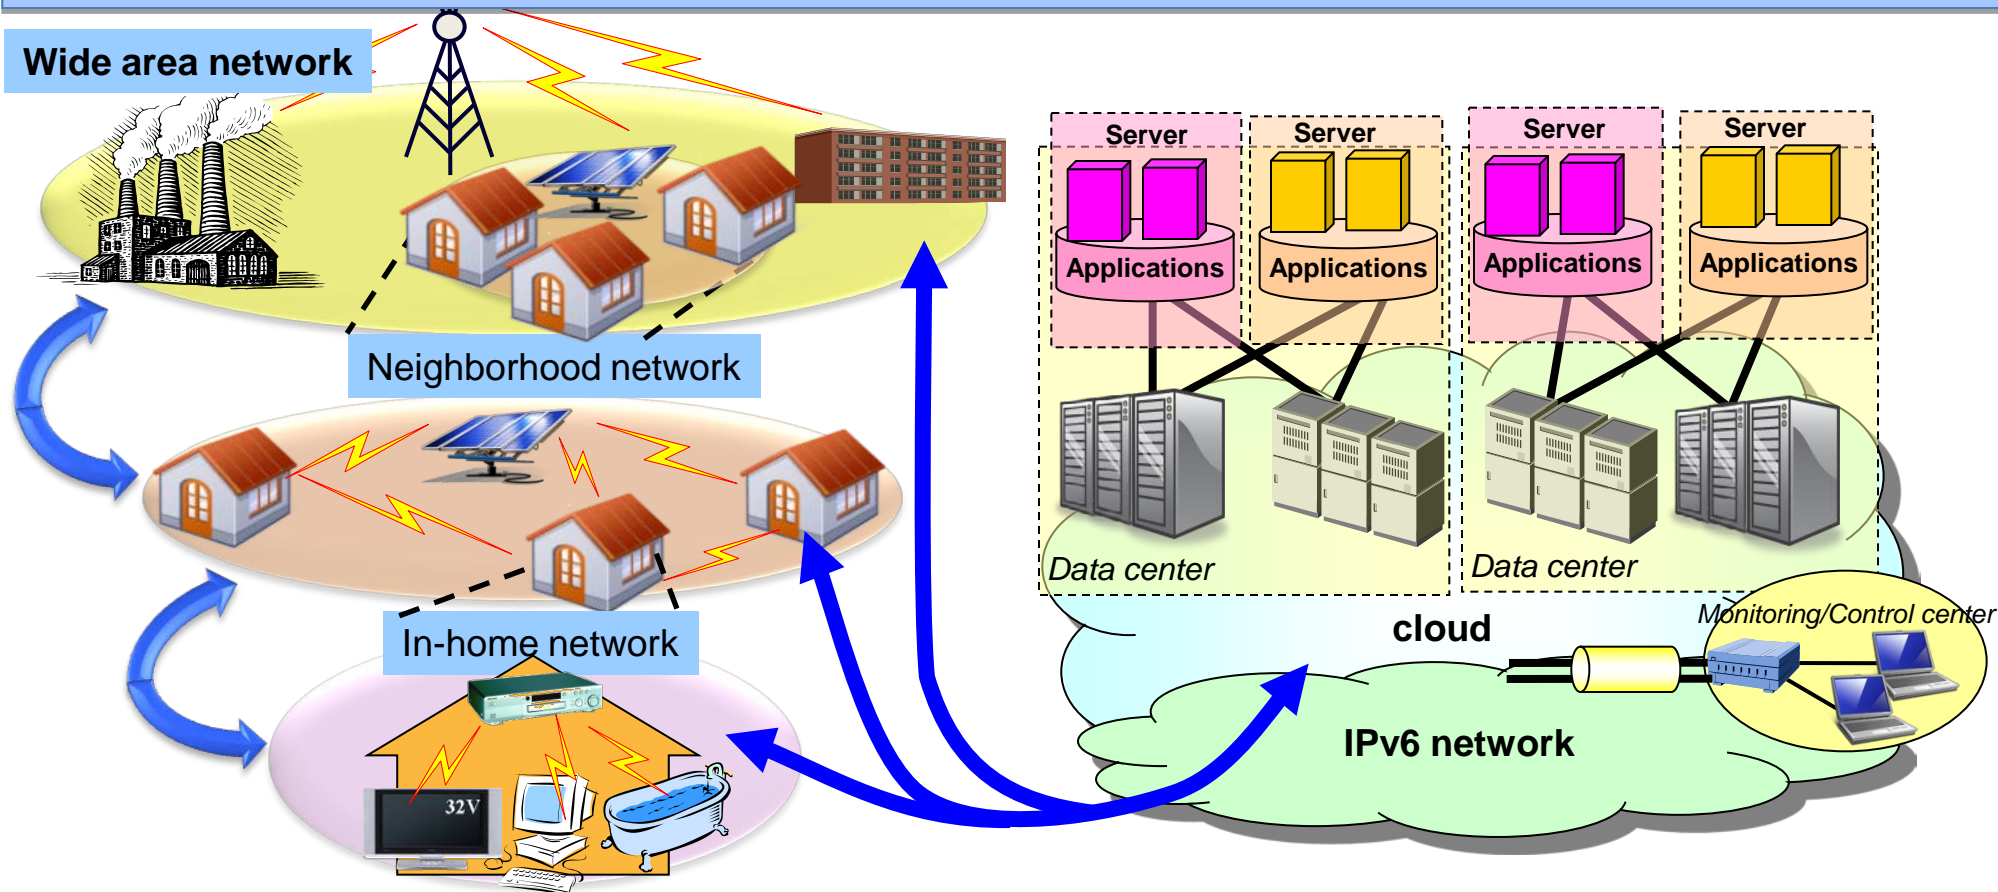 Wide area network
Neighborhood network
In-home network
32V
Server
Server
Server
Server
Applications
Applications
Applications
Applications
Data center
Data center
Monitoring/Control center
cloud
IPv6 network